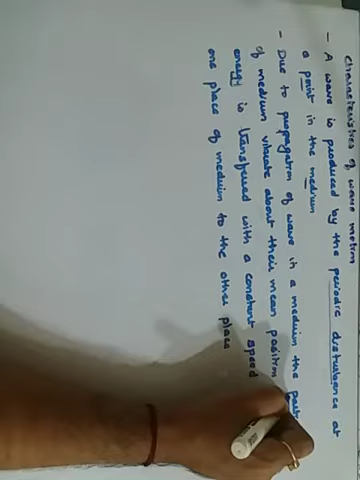 Characteristics of wave motion
- A wave is produced by the periodic disturbance at
a point in the medium
- Due to propagation of wave in a medium the
of medium vibrate about their mean position
energy is transferred with a constant speed
one place of medium to the other place